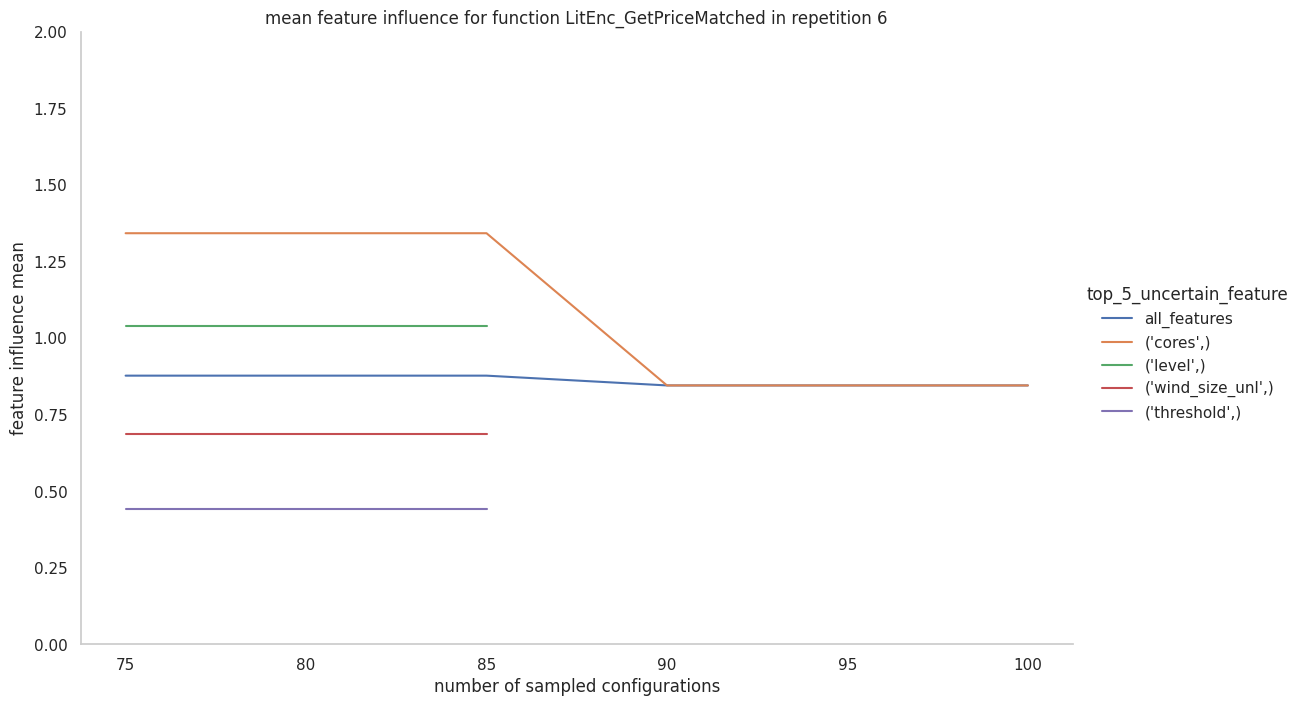 mean feature influence for function LitEnc_GetPriceMatched in repetition 6
2.00
1.75
1.50
1.25
1.00
0.75
0.50
0.25
0.00
feature influence mean
75 80 85 90 95 100
number of sampled configurations
top_5_uncertain_feature
all_features
('cores',)
('level',)
('wind_size_unl',)
('threshold',)